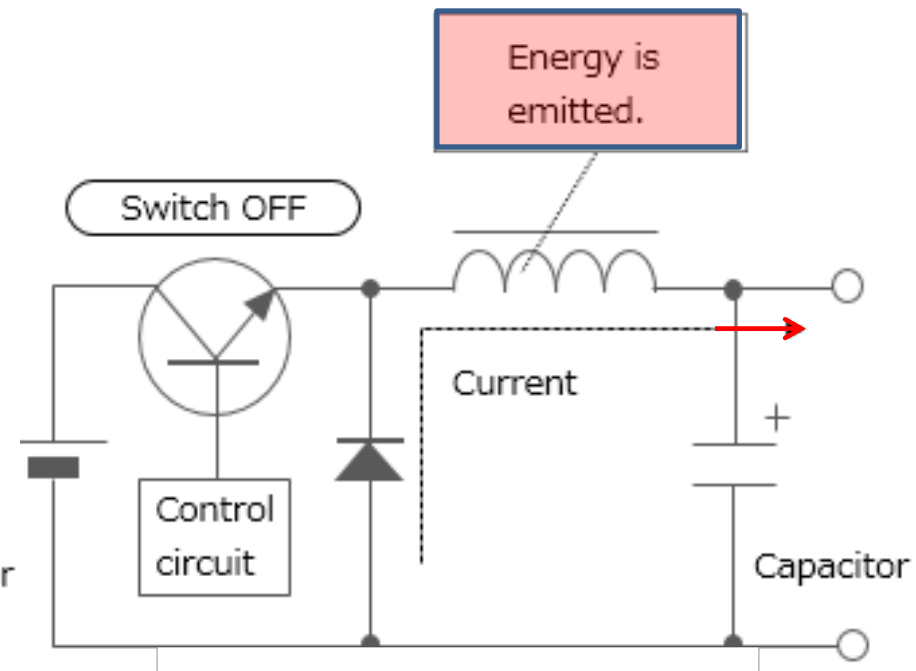 Energy is
emitted.
Switch OFF
Current
+
Control
circuit
r
Capacitor